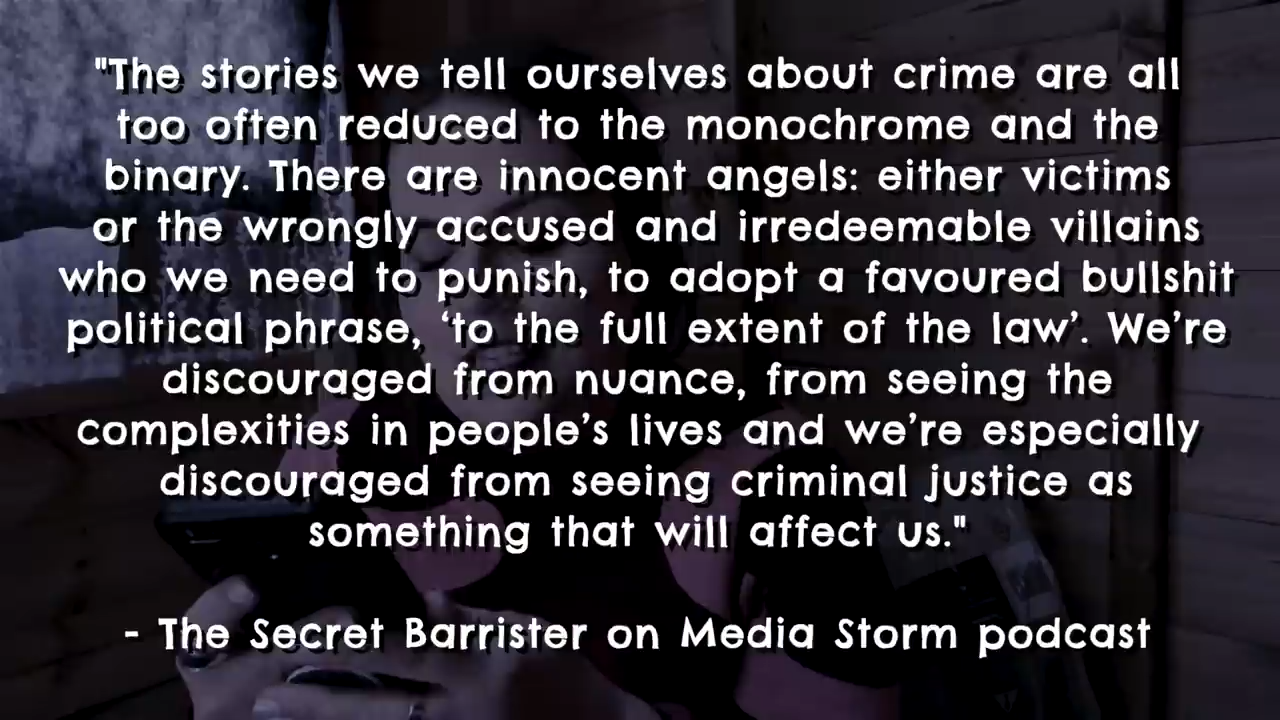 "The stories we tell ourselves about crime are all
too often reduced to the monochrome and the
binary. There are innocent angels: either victims
or the wrongly accused and irredeemable villains
who we need to punish, to adopt a favoured bullshit
political phrase, ‘to the full extent of the law’. We’re
discouraged from nuance, from seeing the
complexities in people’s lives and we’re especially
discouraged from seeing criminal justice as
something that will affect us."
- The Secret Barrister on Media Storm podcast